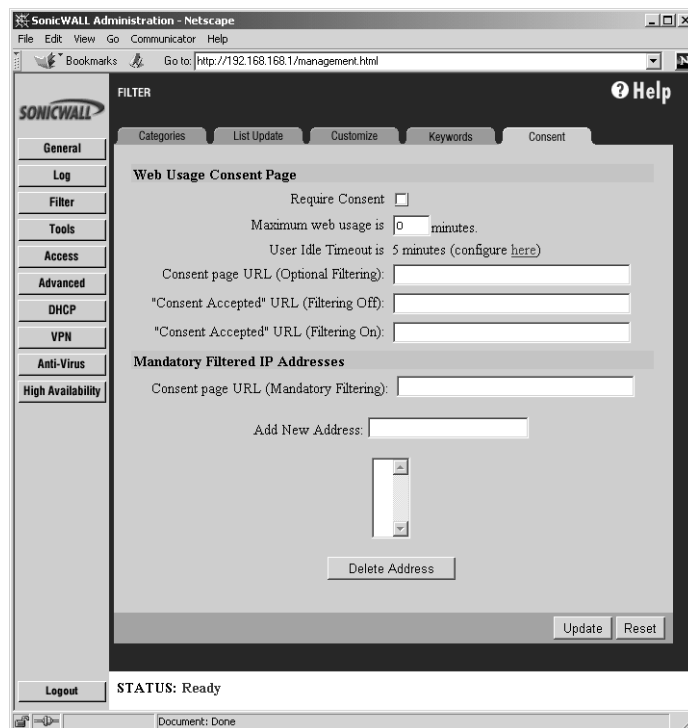 SonicWALL Administration - Netscape
File Edit View Go Communicator Help
Bookmarks Go to: http://192.168.168.1/management.html N
SONICWALL
FILTER
Help
Categories List Update Customize Keywords Consent
General
Log
Filter
Tools
Access
Advanced
DHCP
VPN
Anti-Virus
High Availability
Web Usage Consent Page
Require Consent
Maximum web usage is 0 minutes.
User Idle Timeout is 5 minutes (configure here)
Consent page URL (Optional Filtering):
"Consent Accepted" URL (Filtering Off):
"Consent Accepted" URL (Filtering On):
Mandatory Filtered IP Addresses
Consent page URL (Mandatory Filtering):
Add New Address:
Delete Address
Update Reset
Logout
STATUS: Ready
Document: Done